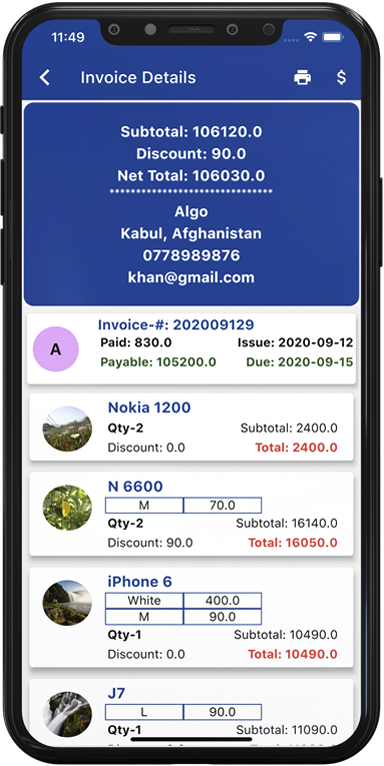 11:49
Invoice Details $
Subtotal: 106120.0
Discount: 90.0
Net Total: 106030.0
********************************
Algo
Kabul, Afghanistan
0778989876
khan@gmail.com
A
Invoice-#: 202009129
Paid: 830.0 Issue: 2020-09-12
Payable: 105200.0 Due: 2020-09-15
Nokia 1200
Qty-2 Subtotal: 2400.0
Discount: 0.0 Total: 2400.0
N 6600
M 70.0
Qty-2 Subtotal: 16140.0
Discount: 90.0 Total: 16050.0
iPhone 6
White 400.0
M 90.0
Qty-1 Subtotal: 10490.0
Discount: 0.0 Total: 10490.0
J7
L 90.0
Qty-1 Subtotal: 11090.0